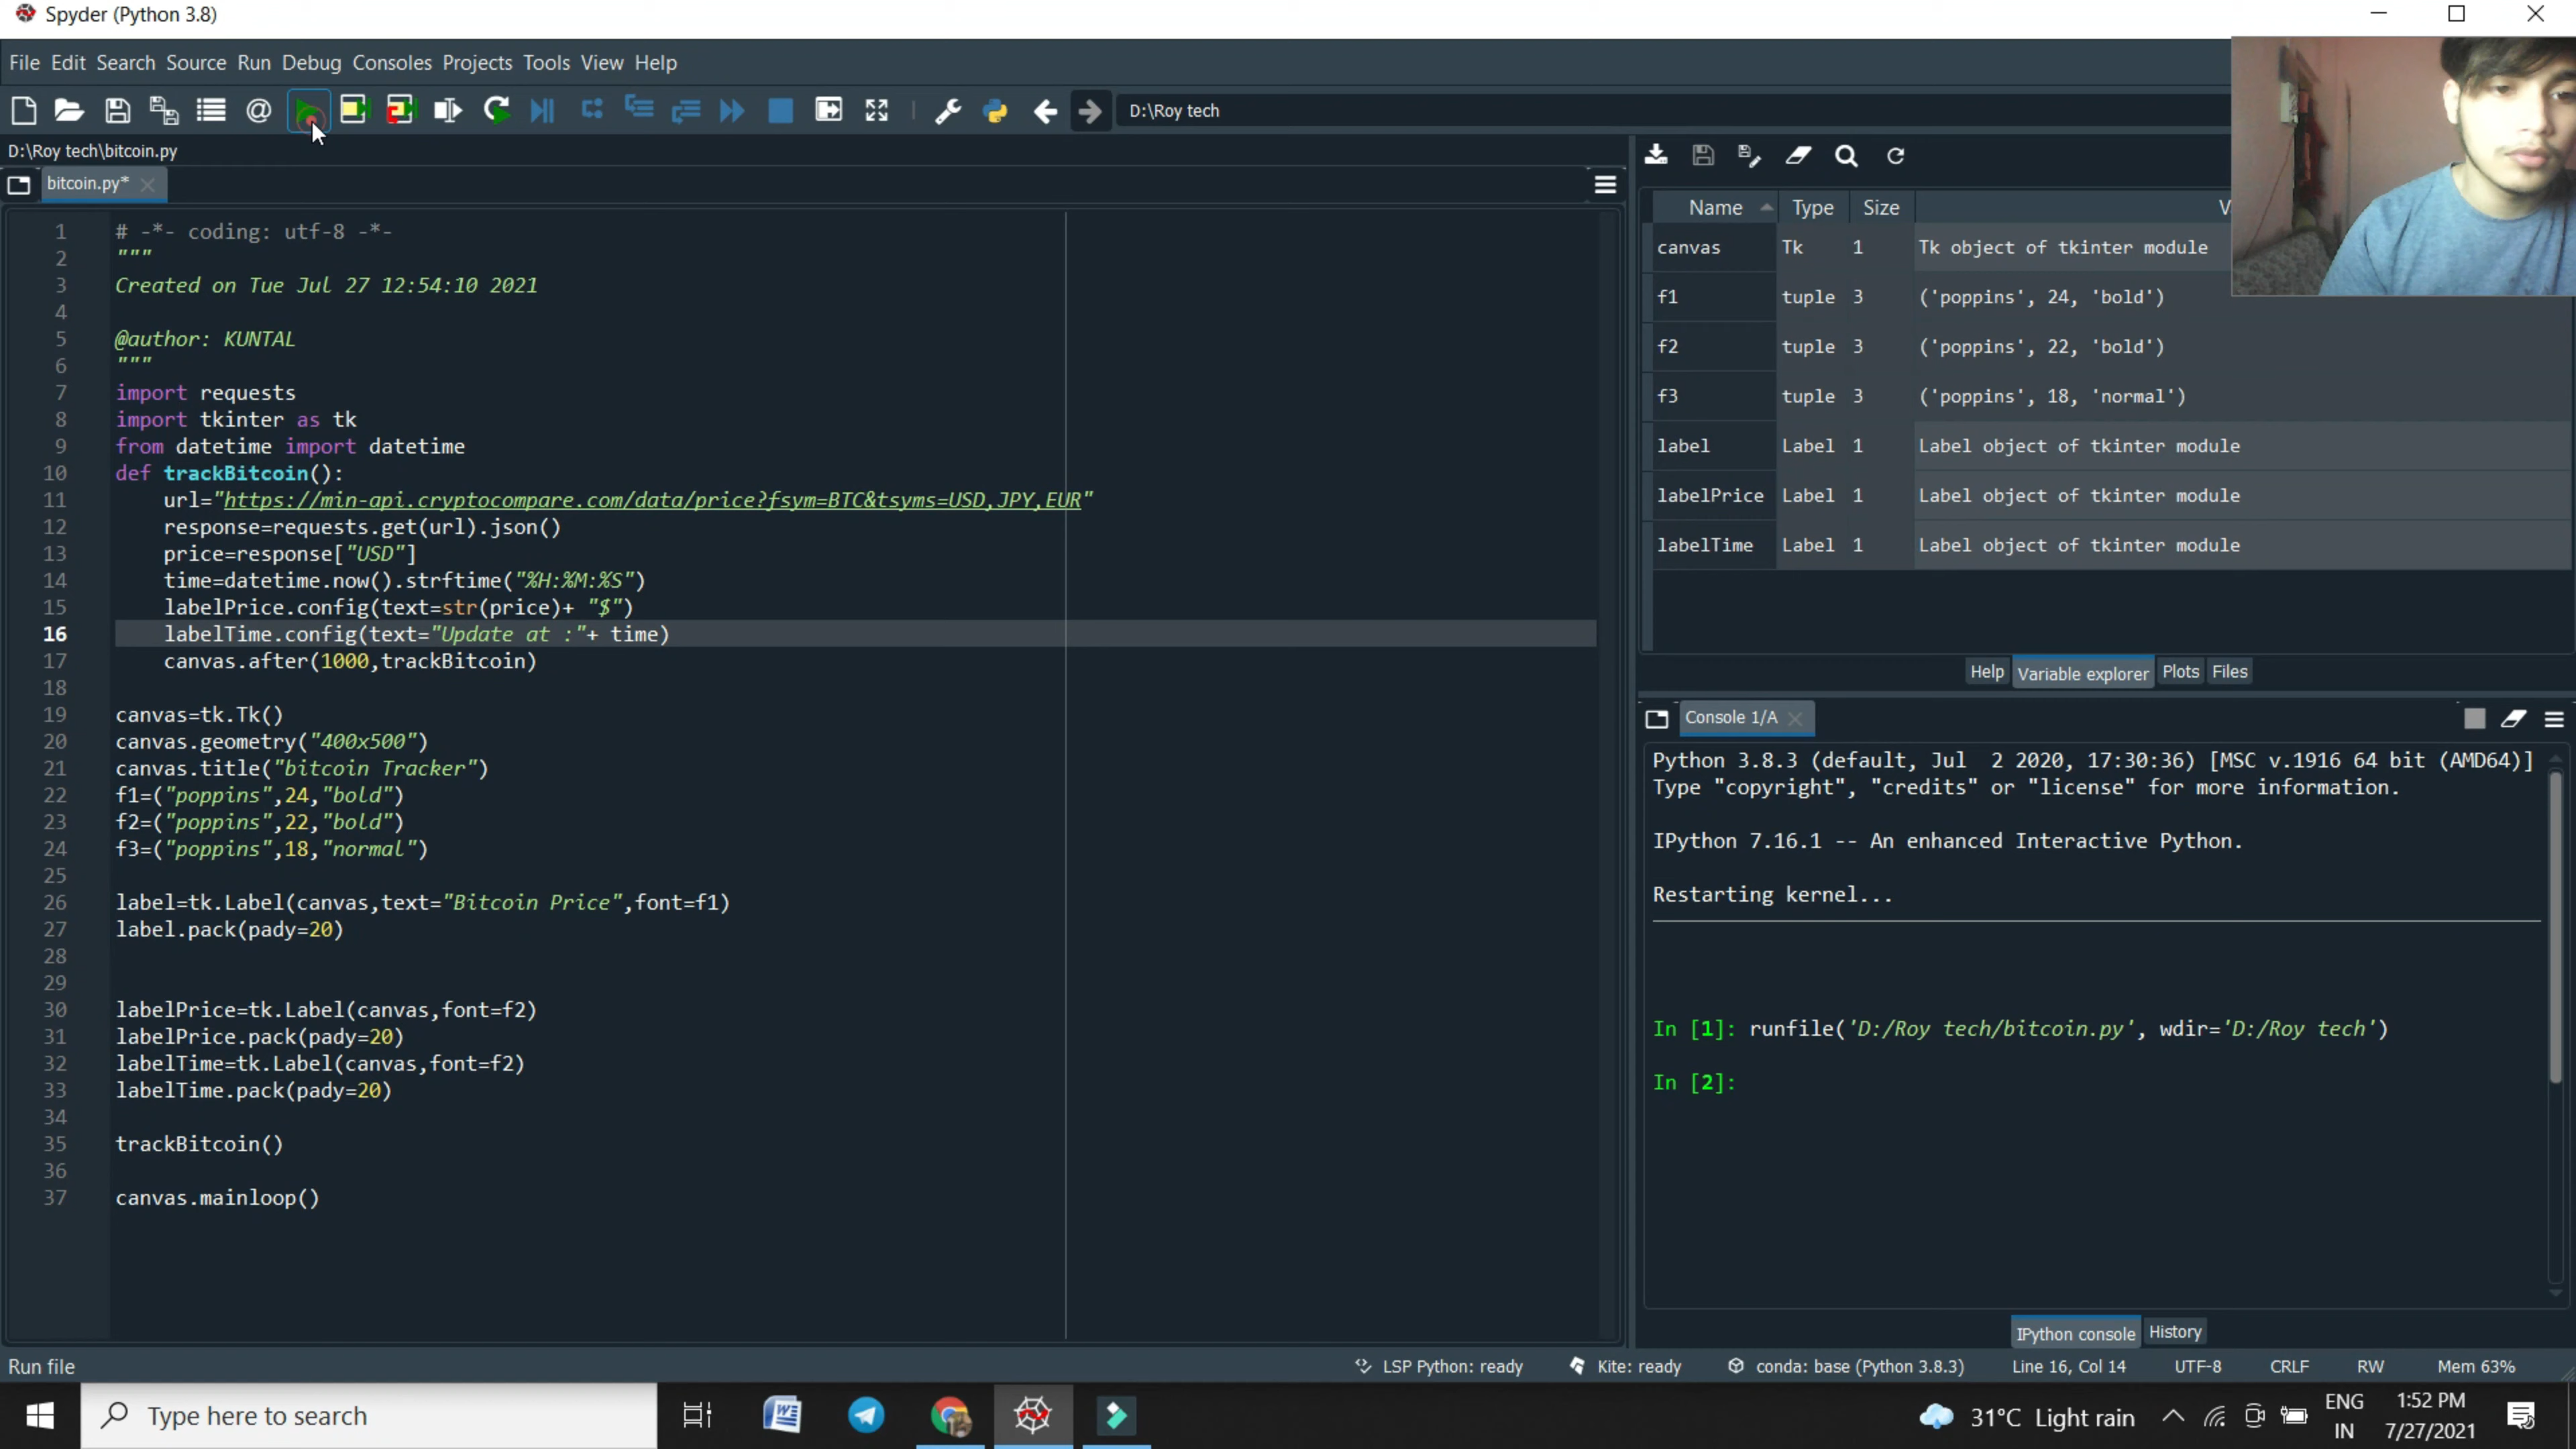 Spyder (Python 3.8)
File Edit Search Source Run Debug Consoles Projects Tools View Help
D:\Roy tech
D:\Roy tech\bitcoin.py
bitcoin.py*
1 # -*- coding: utf-8 -*-
2 """
3 Created on Tue Jul 27 12:54:10 2021
4
5 @author: KUNTAL
6 """
7 import requests
8 import tkinter as tk
9 from datetime import datetime
10 def trackBitcoin():
11 url="https://min-api.cryptocompare.com/data/price?fsym=BTC&tsyms=USD,JPY,EUR"
12 response=requests.get(url).json()
13 price=response["USD"]
14 time=datetime.now().strftime("%H:%M:%S")
15 labelPrice.config(text=str(price)+ "$")
16 labelTime.config(text="Update at :"+ time)
17 canvas.after(1000,trackBitcoin)
18
19 canvas=tk.Tk()
20 canvas.geometry("400x500")
21 canvas.title("bitcoin Tracker")
22 f1=("poppins",24,"bold")
23 f2=("poppins",22,"bold")
24 f3=("poppins",18,"normal")
25
26 label=tk.Label(canvas,text="Bitcoin Price",font=f1)
27 label.pack(pady=20)
28
29
30 labelPrice=tk.Label(canvas,font=f2)
31 labelPrice.pack(pady=20)
32 labelTime=tk.Label(canvas,font=f2)
33 labelTime.pack(pady=20)
34
35 trackBitcoin()
36
37 canvas.mainloop()
Name Type Size
canvas Tk 1 Tk object of tkinter module
f1 tuple 3 ('poppins', 24, 'bold')
f2 tuple 3 ('poppins', 22, 'bold')
f3 tuple 3 ('poppins', 18, 'normal')
label Label 1 Label object of tkinter module
labelPrice Label 1 Label object of tkinter module
labelTime Label 1 Label object of tkinter module
Help Variable explorer Plots Files
Console 1/A
Python 3.8.3 (default, Jul  2 2020, 17:30:36) [MSC v.1916 64 bit (AMD64)]
Type "copyright", "credits" or "license" for more information.
IPython 7.16.1 -- An enhanced Interactive Python.
Restarting kernel...
In [1]: runfile('D:/Roy tech/bitcoin.py', wdir='D:/Roy tech')
In [2]:
IPython console History
Run file LSP Python: ready Kite: ready conda: base (Python 3.8.3) Line 16, Col 14 UTF-8 CRLF RW Mem 63%
Type here to search 31°C Light rain ENG IN 1:52 PM 7/27/2021